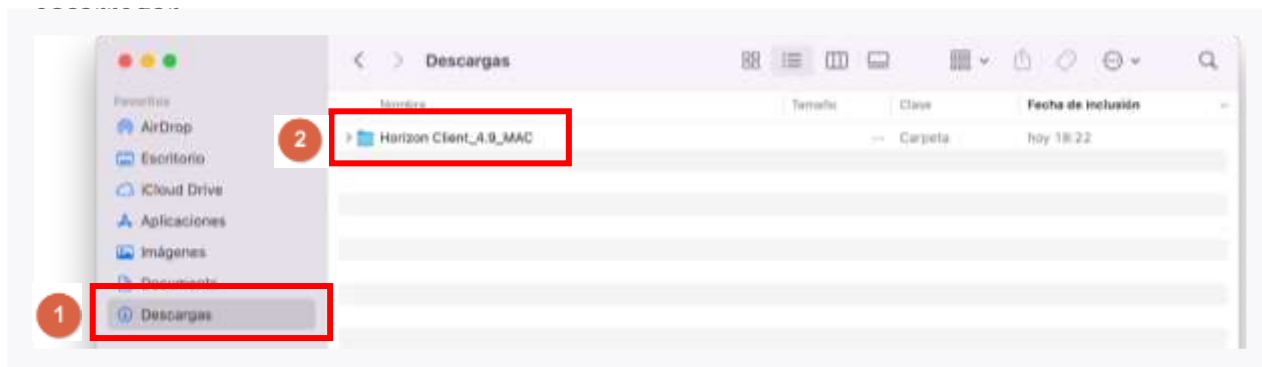 Descargas
Favoritos
Nombre Tamaño Clase Fecha de inclusión
AirDrop
2
Horizon Client_4.9_MAC -- Carpeta hoy 18:22
Escritorio
iCloud Drive
Aplicaciones
Imágenes
Documents
1
Descargas